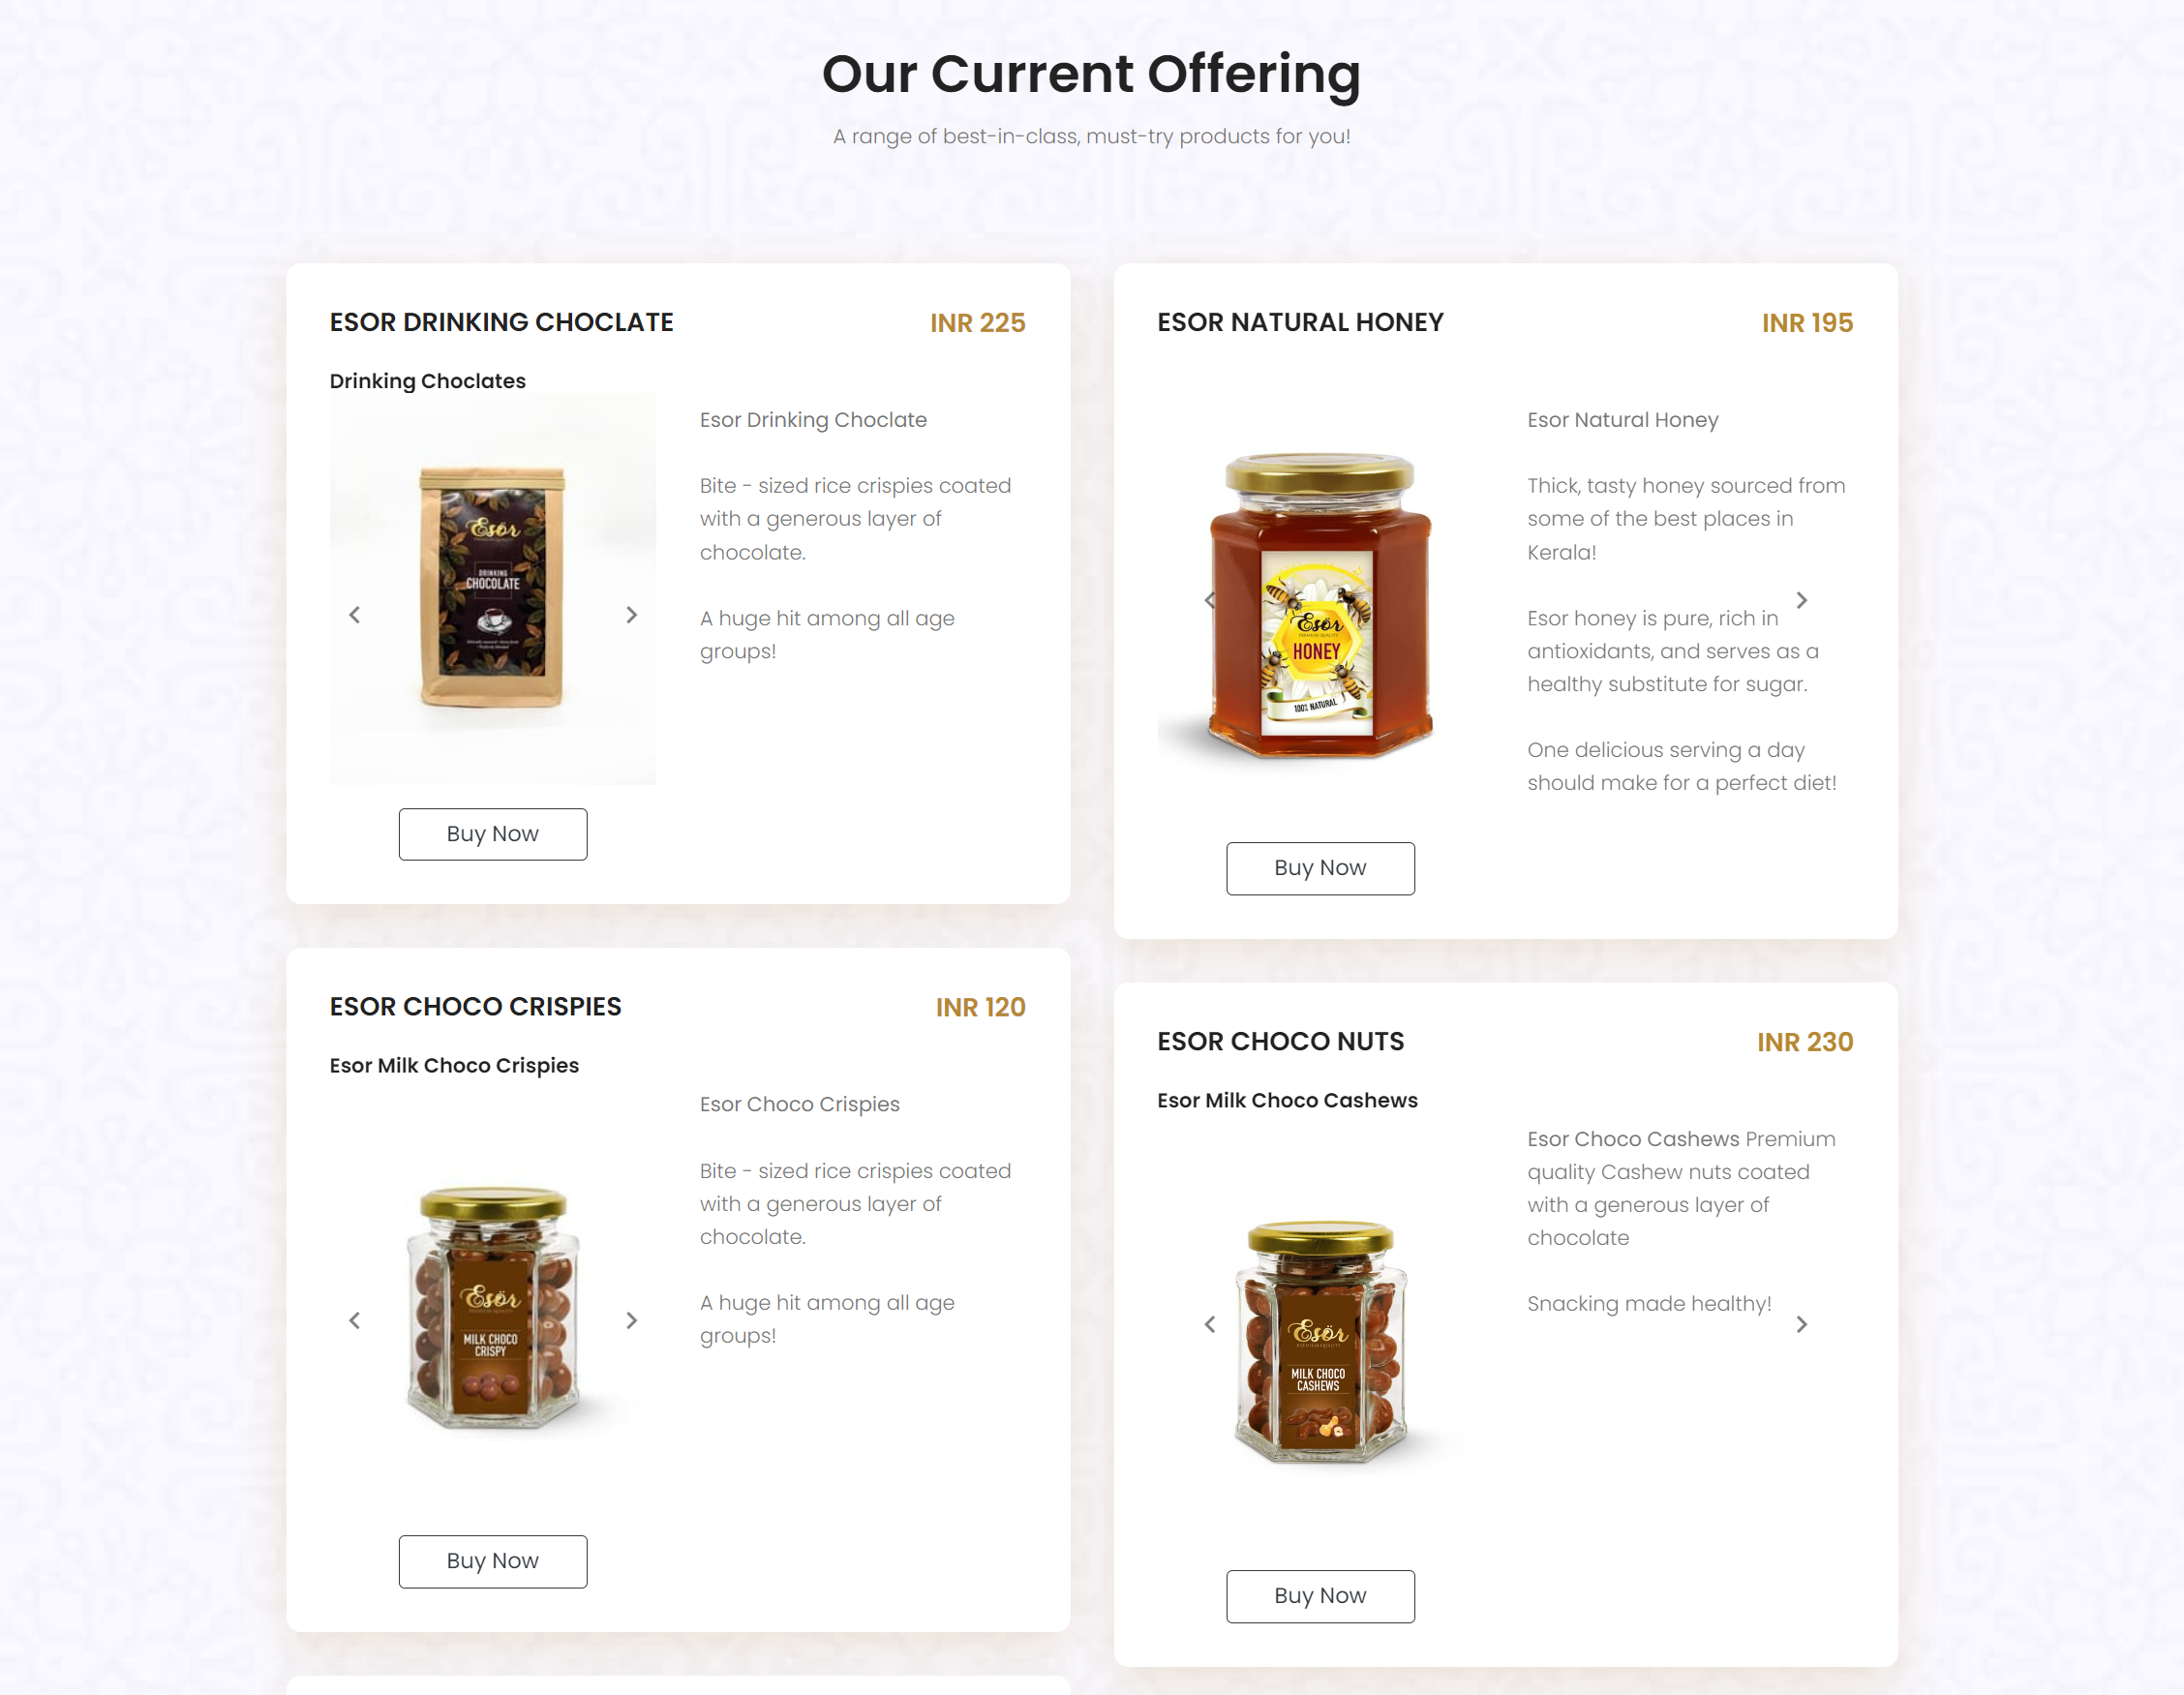 Our Current Offering
A range of best-in-class, must-try products for you!
ESOR DRINKING CHOCLATE
INR 225
Drinking Choclates
Esör
PREMIUM QUALITY
DRINKING
CHOCOLATE
Esor Drinking Choclate
Bite - sized rice crispies coated
with a generous layer of
chocolate.
A huge hit among all age
groups!
Buy Now
ESOR NATURAL HONEY
INR 195
Esör
PREMIUM QUALITY
HONEY
100% NATURAL
Esor Natural Honey
Thick, tasty honey sourced from
some of the best places in
Kerala!
Esor honey is pure, rich in
antioxidants, and serves as a
healthy substitute for sugar.
One delicious serving a day
should make for a perfect diet!
Buy Now
ESOR CHOCO CRISPIES
INR 120
Esor Milk Choco Crispies
Esör
PREMIUM QUALITY
MILK CHOCO
CRISPY
Esor Choco Crispies
Bite - sized rice crispies coated
with a generous layer of
chocolate.
A huge hit among all age
groups!
Buy Now
ESOR CHOCO NUTS
INR 230
Esor Milk Choco Cashews
Esör
PREMIUM QUALITY
MILK CHOCO
CASHEWS
Esor Choco Cashews Premium
quality Cashew nuts coated
with a generous layer of
chocolate
Snacking made healthy!
Buy Now